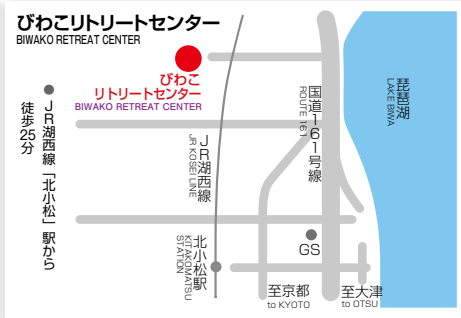 びわこリトリートセンター
BIWAKO RETREAT CENTER
びわこ
リトリートセンター
BIWAKO RETREAT CENTER
●JR湖西線「北小松」駅から
徒歩25分
JR湖西線
JR KOSEI LINE
国道161号線
ROUTE 161
琵琶湖
LAKE BIWA
北小松駅
KITAKOMATSU
STATION
GS
至京都
to KYOTO
至大津
to OTSU